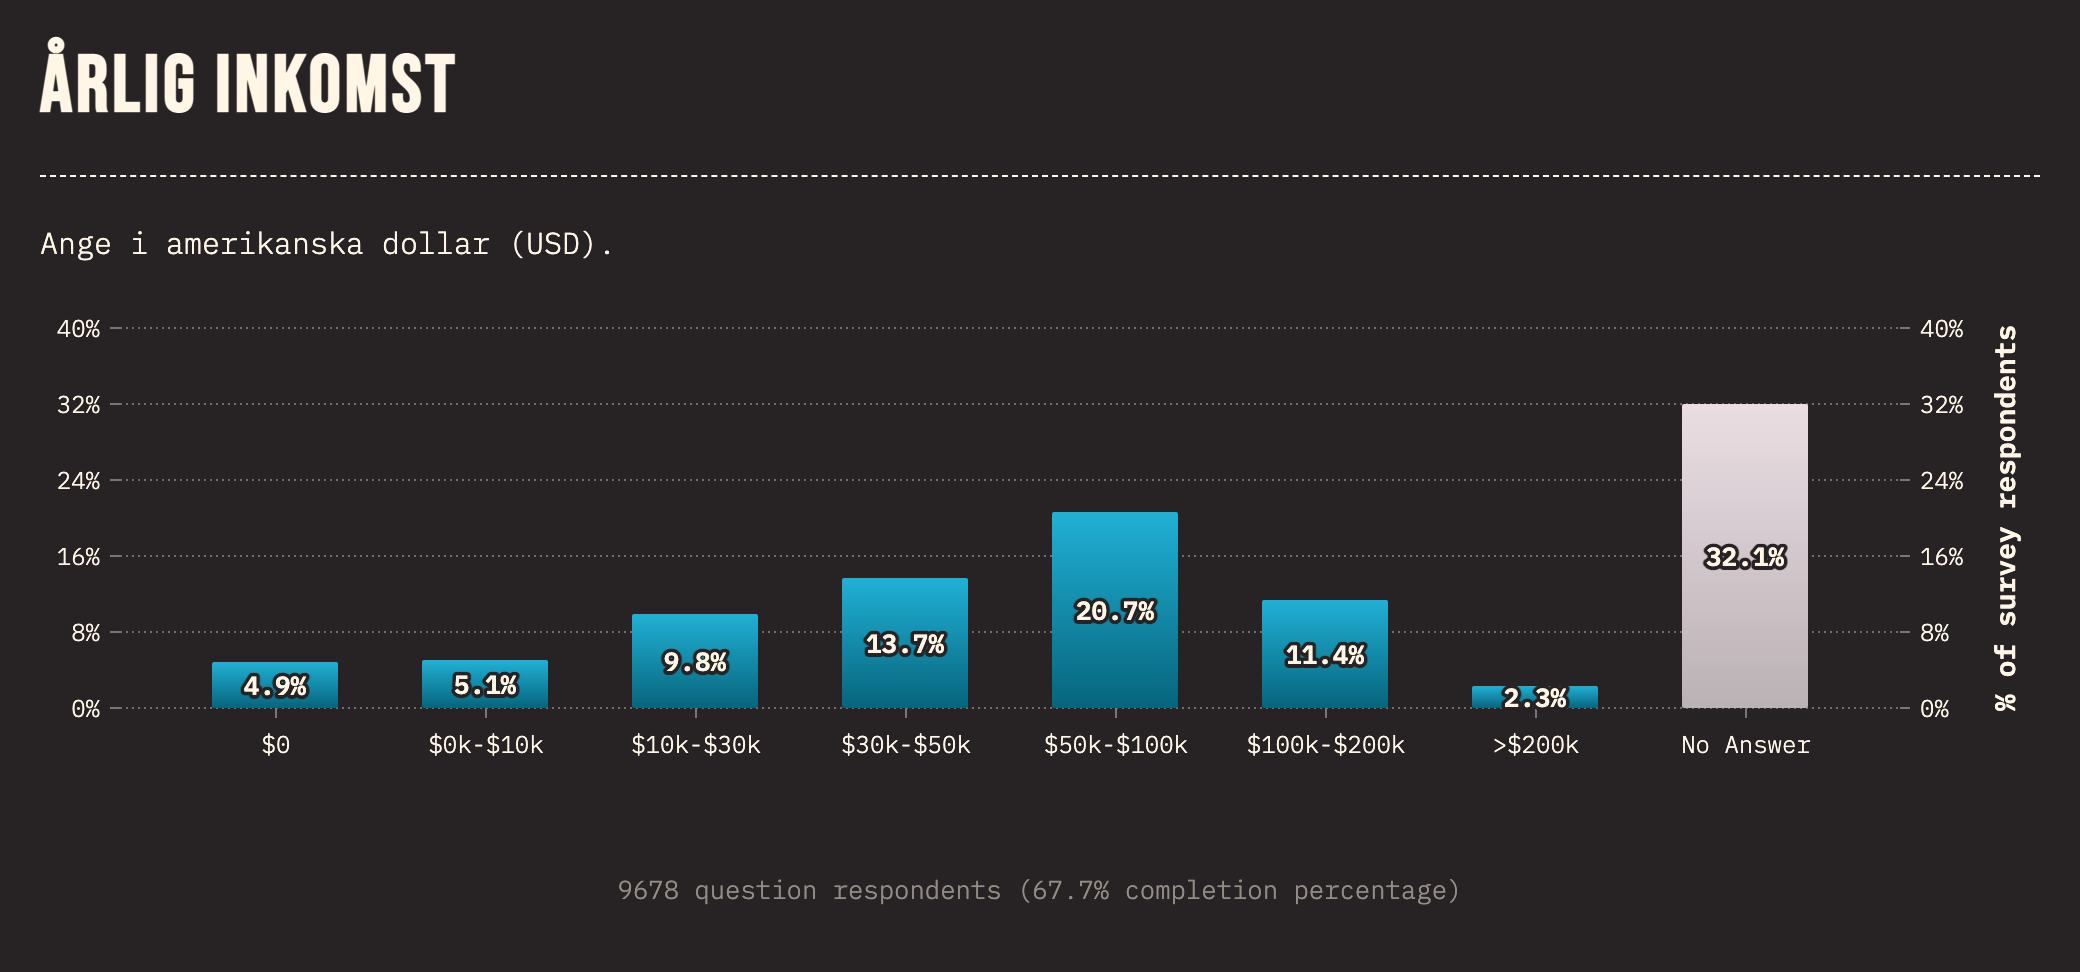 ÅRLIG INKOMST
Ange i amerikanska dollar (USD).
40% 40%
32% 32%
24% 24%
16% 16%
8% 8%
0% 0%
% of survey respondents
4.9% 5.1% 9.8% 13.7% 20.7% 11.4% 2.3% 32.1%
$0 $0k-$10k $10k-$30k $30k-$50k $50k-$100k $100k-$200k >$200k No Answer
9678 question respondents (67.7% completion percentage)